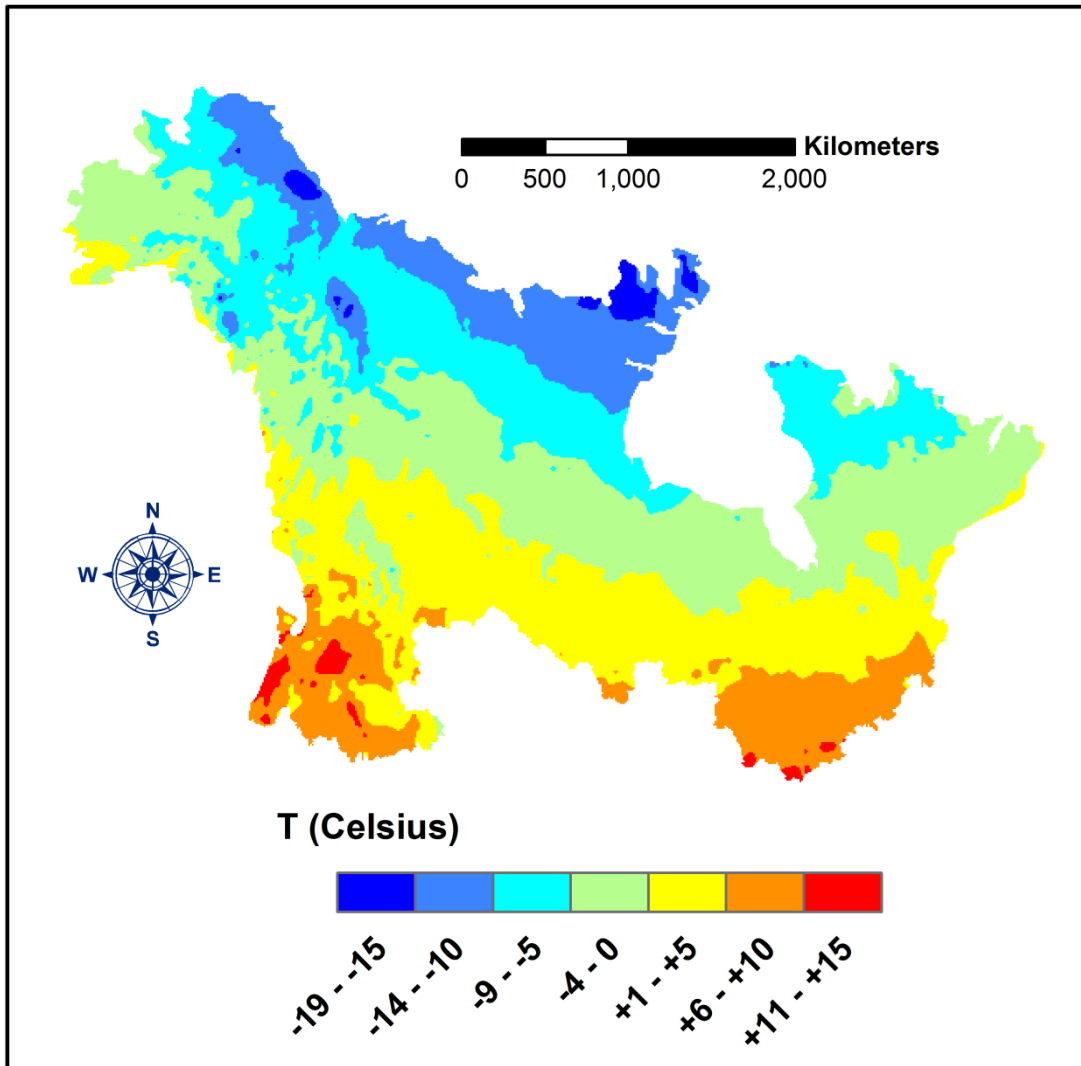 Kilometers
0 500 1,000 2,000
N
W E
S
T (Celsius)
-19 - -15
-14 - -10
-9 - -5
-4 - 0
+1 - +5
+6 - +10
+11 - +15